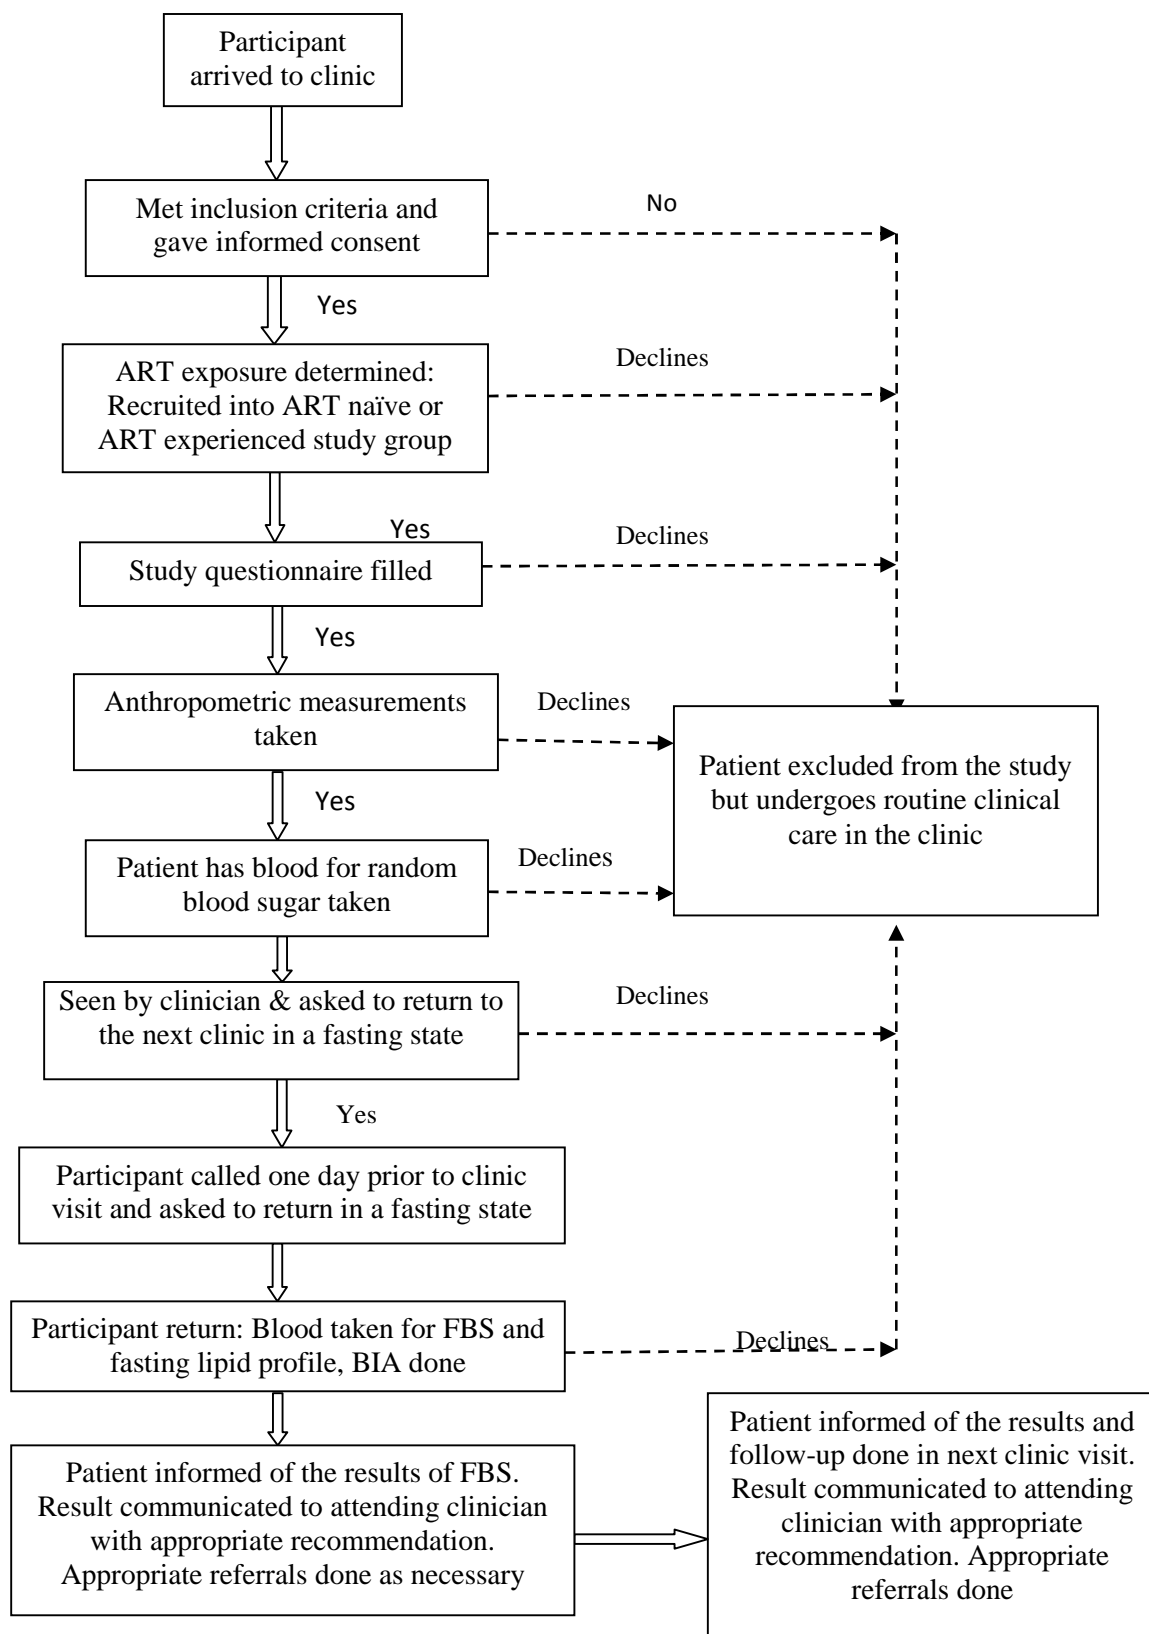 Participant
arrived to clinic
Met inclusion criteria and
gave informed consent
No
Yes
ART exposure determined:
Recruited into ART naïve or
ART experienced study group
Declines
Yes
Declines
Study questionnaire filled
Yes
Anthropometric measurements
taken
Declines
Patient excluded from the study
but undergoes routine clinical
care in the clinic
Yes
Patient has blood for random
blood sugar taken
Declines
Seen by clinician & asked to return to
the next clinic in a fasting state
Declines
Yes
Participant called one day prior to clinic
visit and asked to return in a fasting state
Participant return: Blood taken for FBS and
fasting lipid profile, BIA done
Declines
Patient informed of the results of FBS.
Result communicated to attending clinician
with appropriate recommendation.
Appropriate referrals done as necessary
Patient informed of the results and
follow-up done in next clinic visit.
Result communicated to attending
clinician with appropriate
recommendation. Appropriate
referrals done